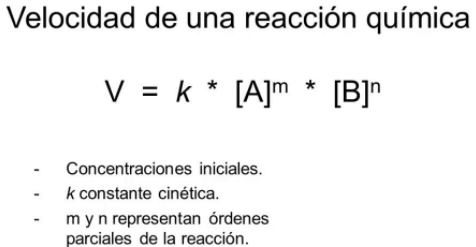 Velocidad de una reacción química
V = k * [A]ᵐ * [B]ⁿ
- Concentraciones iniciales.
- k constante cinética.
- m y n representan órdenes
parciales de la reacción.